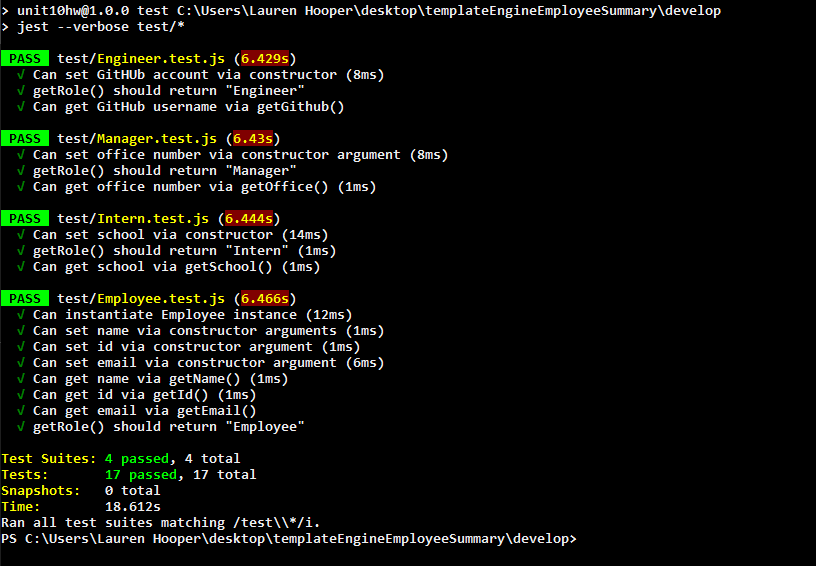 > unit10hw@1.0.0 test C:\Users\Lauren Hooper\desktop\templateEngineEmployeeSummary\develop
> jest --verbose test/*
PASS test/Engineer.test.js (6.429s)
√ Can set GitHUb account via constructor (8ms)
√ getRole() should return "Engineer"
√ Can get GitHub username via getGithub()
PASS test/Manager.test.js (6.43s)
√ Can set office number via constructor argument (8ms)
√ getRole() should return "Manager"
√ Can get office number via getOffice() (1ms)
PASS test/Intern.test.js (6.444s)
√ Can set school via constructor (14ms)
√ getRole() should return "Intern" (1ms)
√ Can get school via getSchool() (1ms)
PASS test/Employee.test.js (6.466s)
√ Can instantiate Employee instance (12ms)
√ Can set name via constructor arguments (1ms)
√ Can set id via constructor argument (1ms)
√ Can set email via constructor argument (6ms)
√ Can get name via getName() (1ms)
√ Can get id via getId() (1ms)
√ Can get email via getEmail()
√ getRole() should return "Employee"
Test Suites: 4 passed, 4 total
Tests: 17 passed, 17 total
Snapshots: 0 total
Time: 18.612s
Ran all test suites matching /test\\*/i.
PS C:\Users\Lauren Hooper\desktop\templateEngineEmployeeSummary\develop>